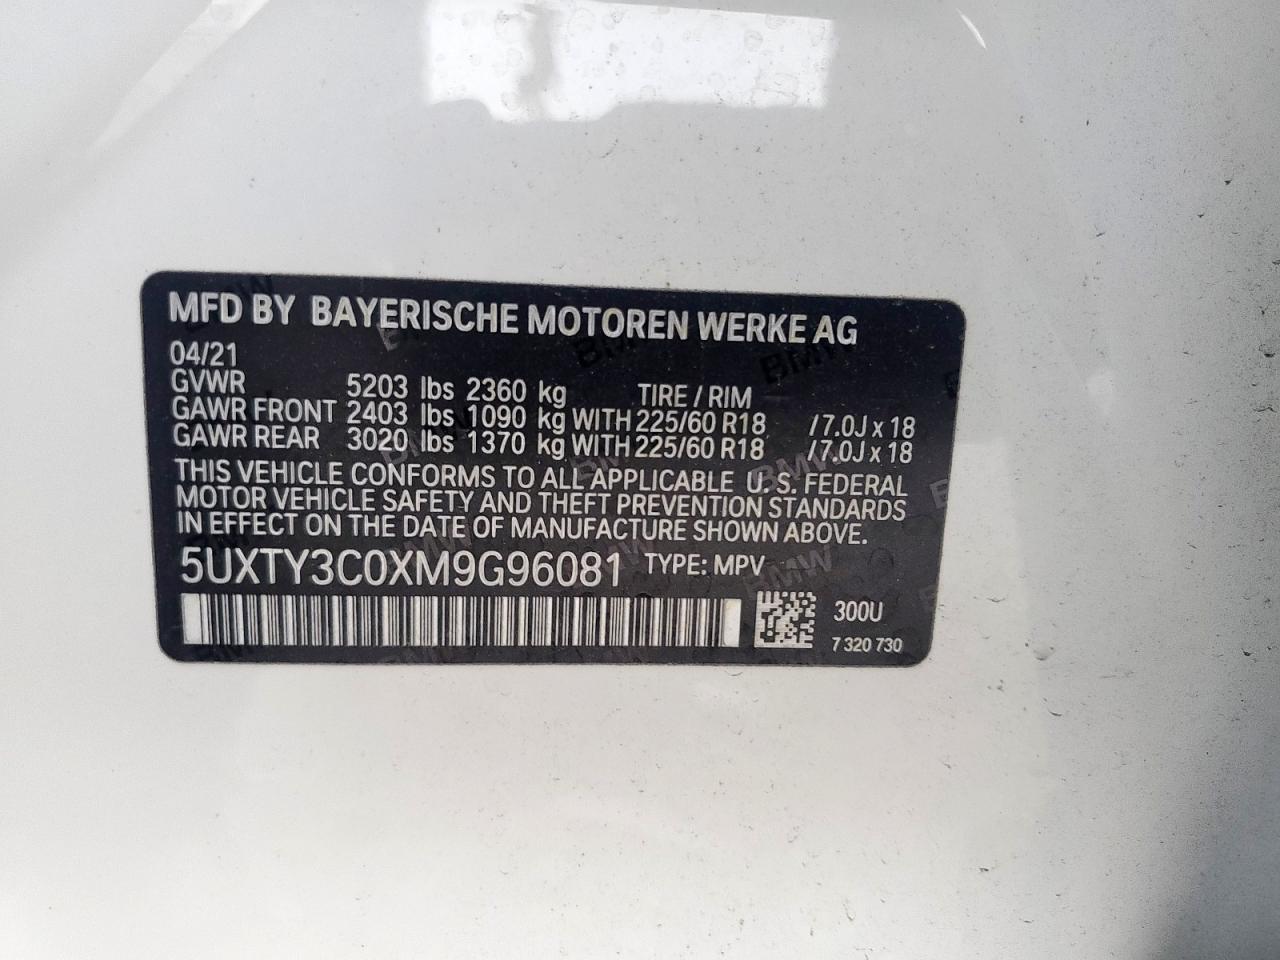 MFD BY BAYERISCHE MOTOREN WERKE AG
04/21
GVWR 5203 lbs 2360 kg TIRE / RIM
GAWR FRONT 2403 lbs 1090 kg WITH 225/60 R18 /7.0J x 18
GAWR REAR 3020 lbs 1370 kg WITH 225/60 R18 /7.0J x 18
THIS VEHICLE CONFORMS TO ALL APPLICABLE U.S. FEDERAL
MOTOR VEHICLE SAFETY AND THEFT PREVENTION STANDARDS
IN EFFECT ON THE DATE OF MANUFACTURE SHOWN ABOVE.
5UXTY3C0XM9G96081 TYPE: MPV
300U
7 320 730